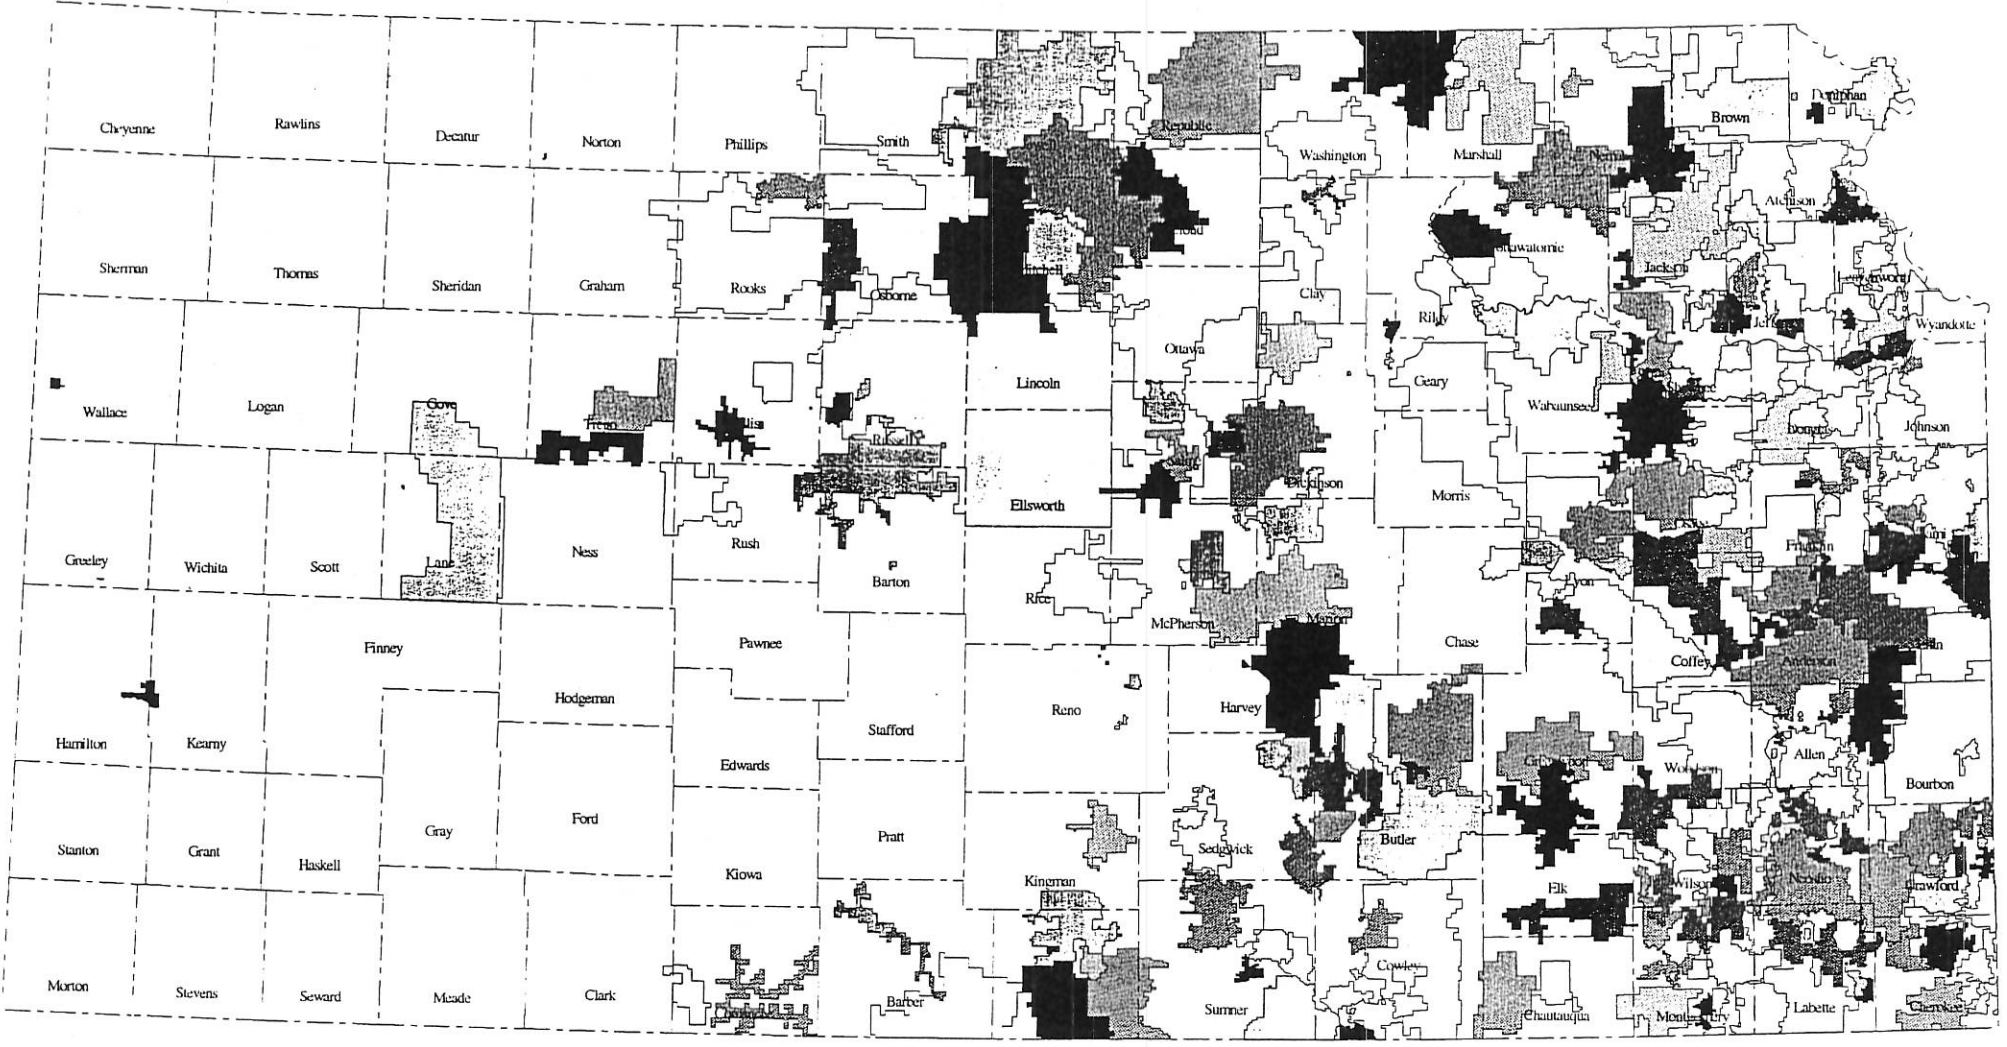 Cheyenne
Rawlins
Decatur
Norton
Phillips
Smith
Republic
Washington
Marshall
Brown
Doniphan
Sherman
Thomas
Sheridan
Graham
Rooks
Osborne
Clay
Riley
Jackson
Atchison
Wyandotte
Wallace
Logan
Gove
Russell
Lincoln
Ottawa
Geary
Wabaunsee
Douglas
Johnson
Greeley
Wichita
Scott
Lane
Ness
Rush
Barton
Ellsworth
Dickinson
Morris
Franklin
Lyon
Hamilton
Kearny
Finney
Hodgeman
Pawnee
Stafford
Edwards
Rice
Reno
McPherson
Marion
Harvey
Chase
Coffey
Anderson
Allen
Bourbon
Stanton
Grant
Haskell
Gray
Ford
Kiowa
Pratt
Kingman
Sedgwick
Butler
Elk
Wilson
Neosho
Crawford
Morton
Stevens
Seward
Meade
Clark
Barber
Sumner
Cowley
Chautauqua
Labette
Cherokee